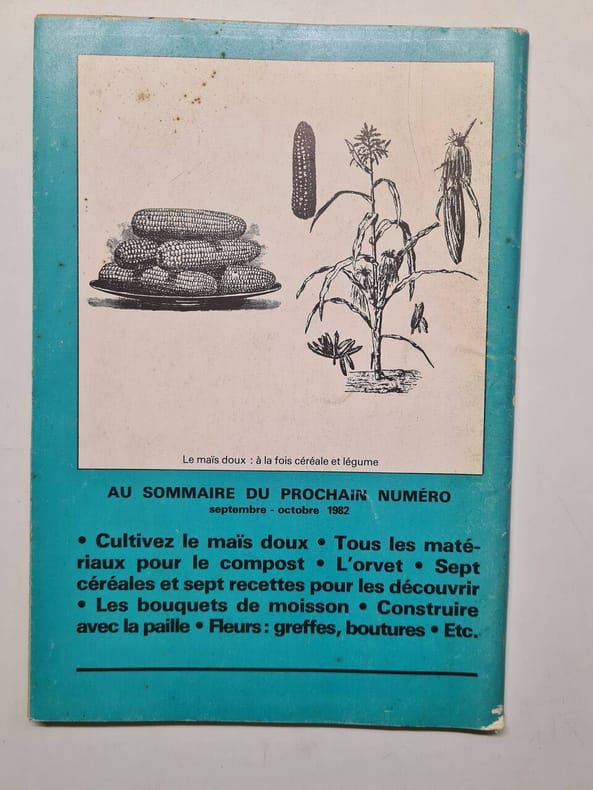 Le maïs doux : à la fois céréale et légume
AU SOMMAIRE DU PROCHAIN NUMÉRO
septembre - octobre 1982
• Cultivez le maïs doux • Tous les maté-
riaux pour le compost • L'orvet • Sept
céréales et sept recettes pour les découvrir
• Les bouquets de moisson • Construire
avec la paille • Fleurs : greffes, boutures • Etc.